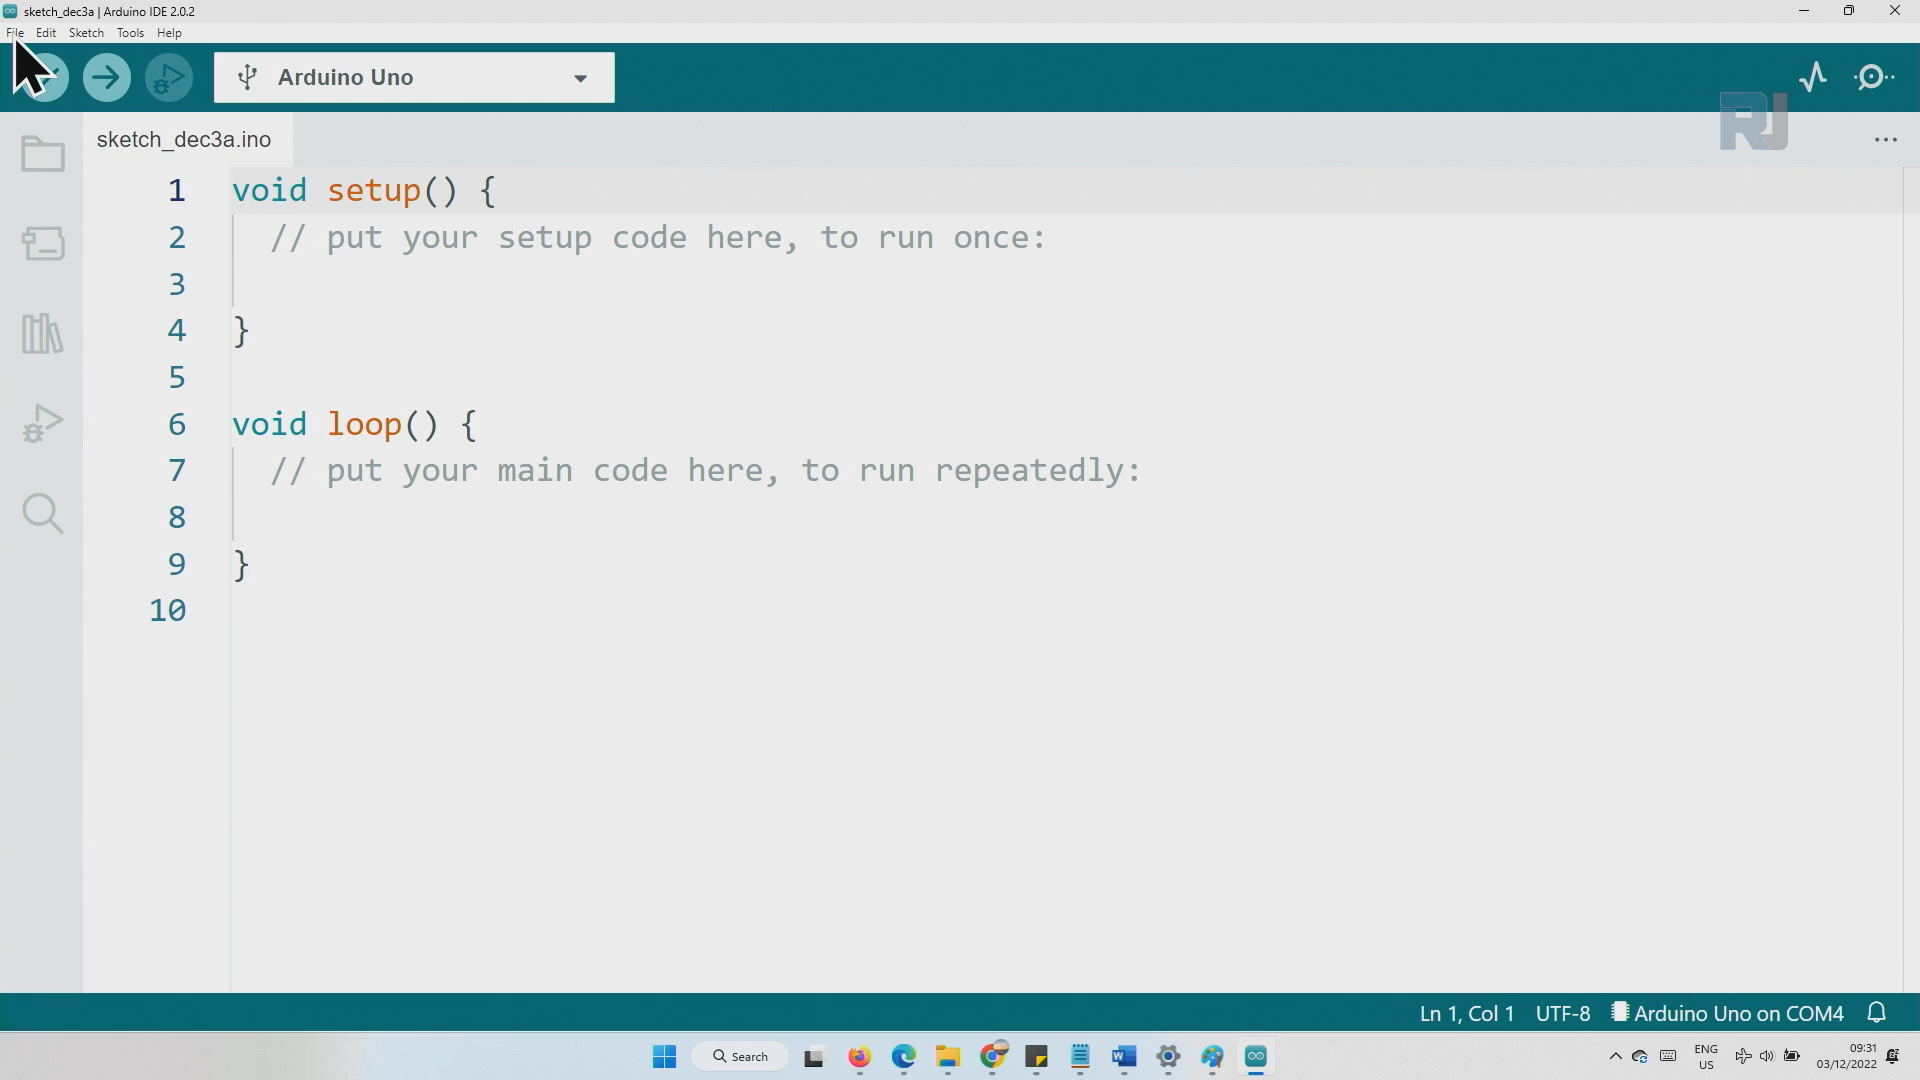 sketch_dec3a | Arduino IDE 2.0.2
File Edit Sketch Tools Help
Arduino Uno
RJ
sketch_dec3a.ino
1 void setup() {
2 // put your setup code here, to run once:
3
4 }
5
6 void loop() {
7 // put your main code here, to run repeatedly:
8
9 }
10
Ln 1, Col 1 UTF-8 Arduino Uno on COM4
Search
ENG
US
09:31
03/12/2022